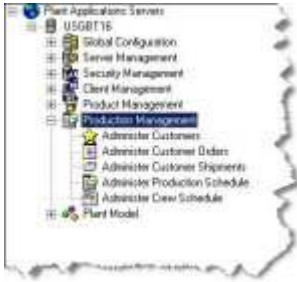 Plant Applications Servers
USGBT16
Global Configuration
Server Management
Security Management
Client Management
Product Management
Production Management
Administer Customers
Administer Customer Orders
Administer Customer Shipments
Administer Production Schedule
Administer Crew Schedule
Plant Model